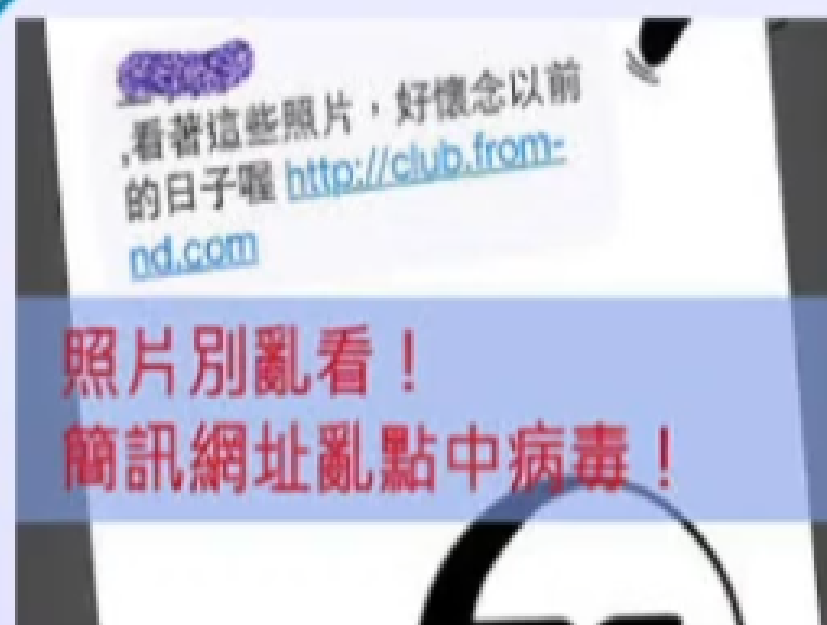 ,看著這些照片，好懷念以前
的日子喔 http://club.from-
nd.com
照片別亂看！
簡訊網址亂點中病毒！